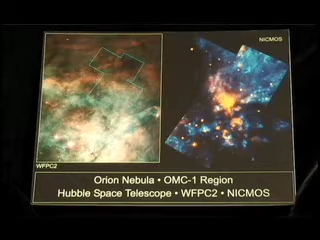 NICMOS
WFPC2
Orion Nebula • OMC-1 Region
Hubble Space Telescope • WFPC2 • NICMOS